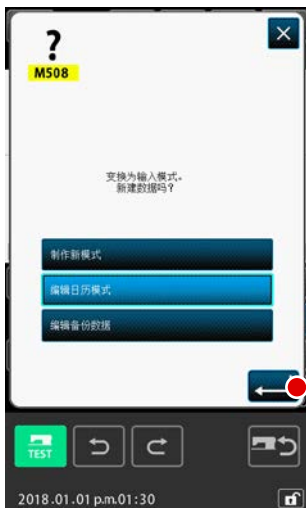 ?
M508
变换为输入模式。
新建数据吗?
制作新模式
编辑日历模式
编辑备份数据
TEST
2018.01.01 p.m.01:30